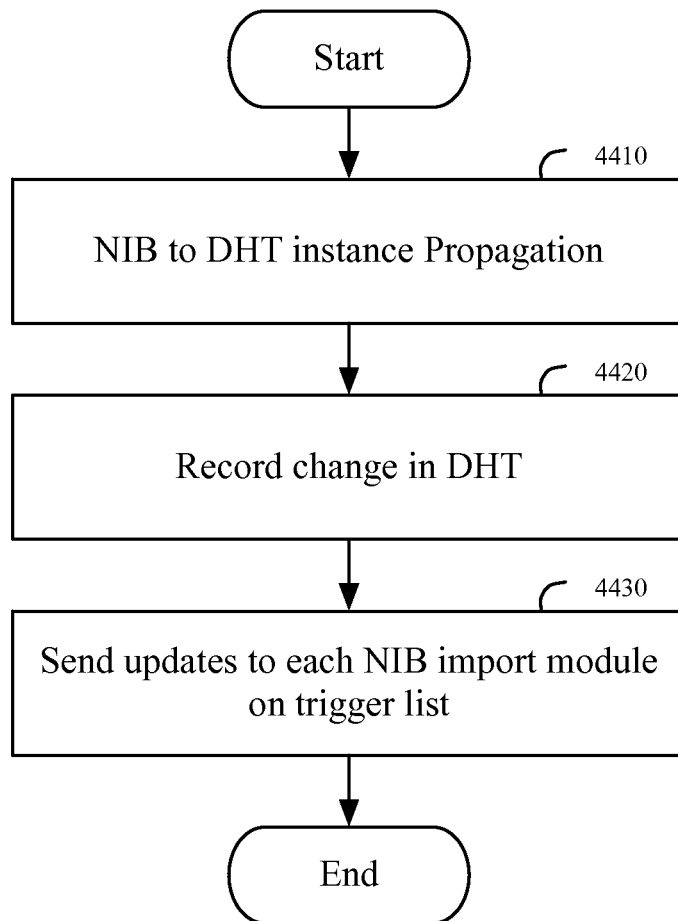 Start
4410
NIB to DHT instance Propagation
4420
Record change in DHT
4430
Send updates to each NIB import module
on trigger list
End